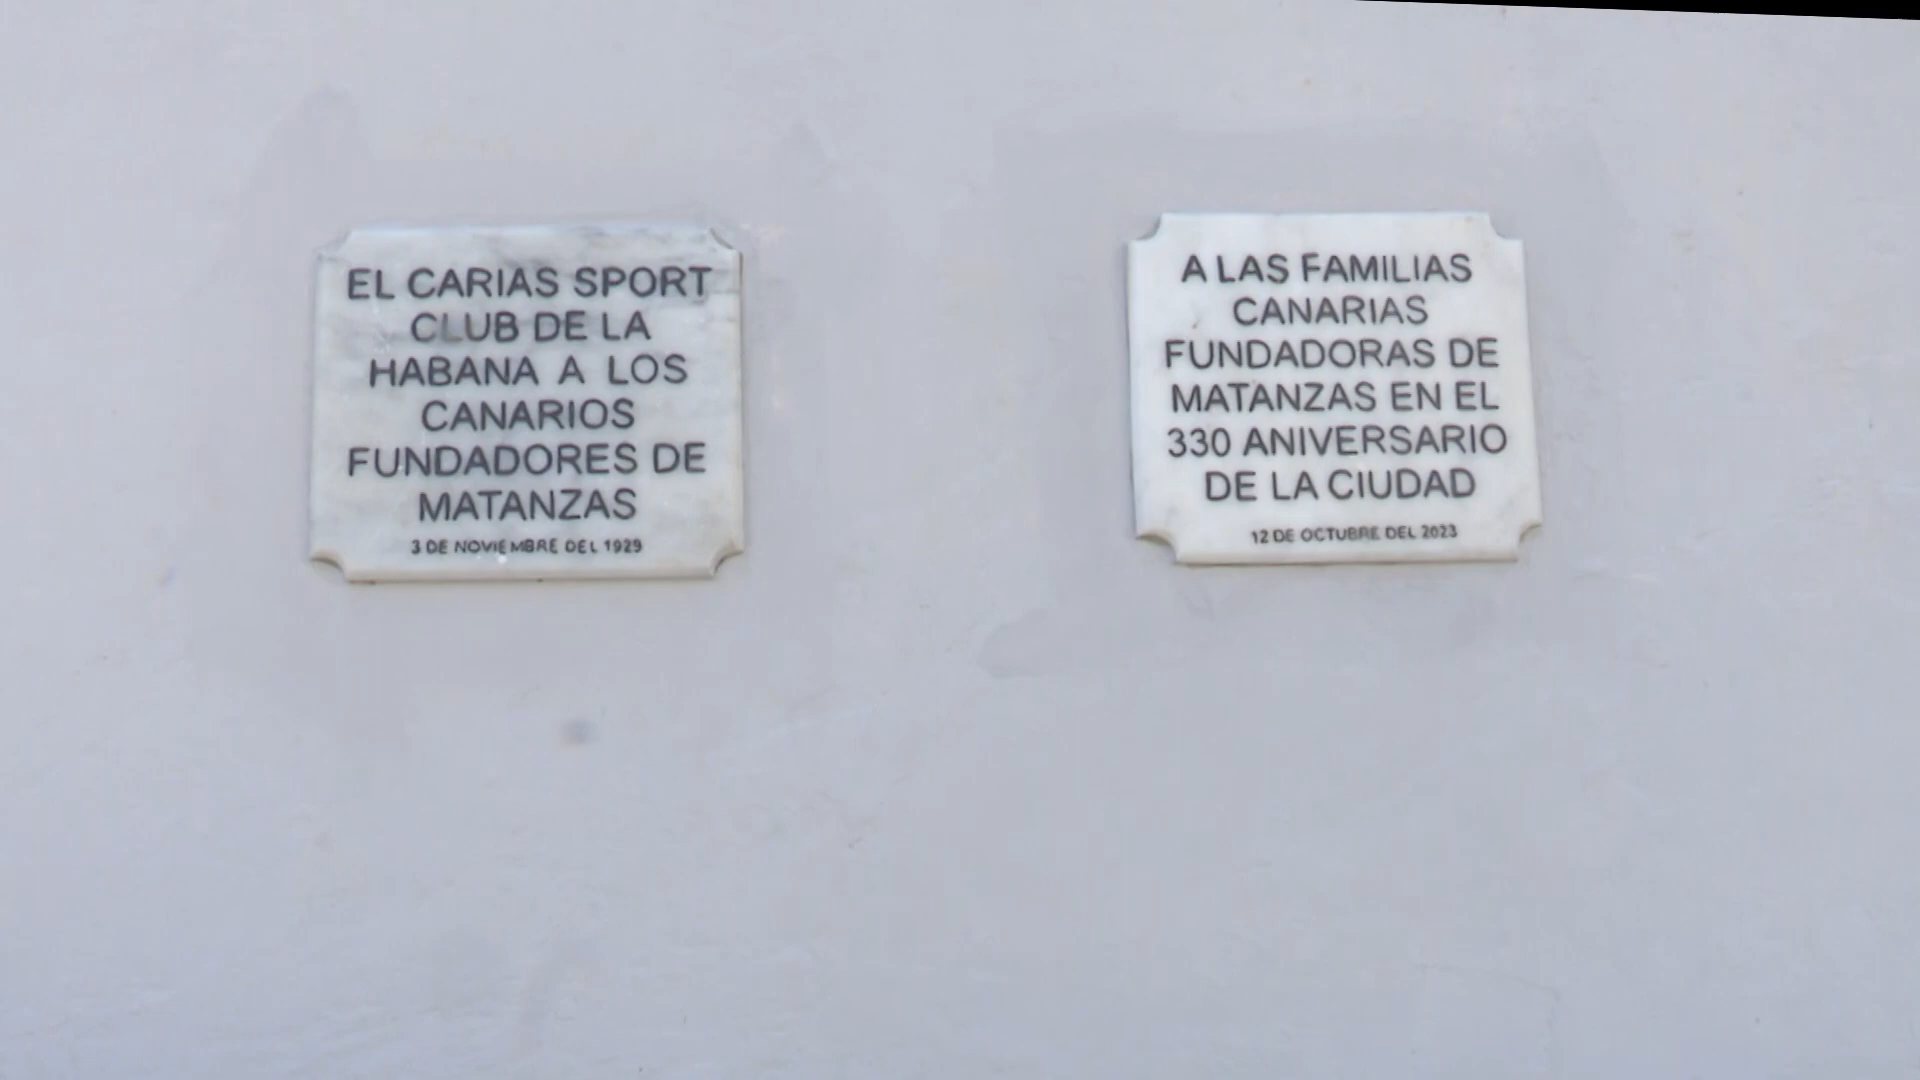 EL CARIAS SPORT
CLUB DE LA
HABANA A LOS
CANARIOS
FUNDADORES DE
MATANZAS
3 DE NOVIEMBRE DEL 1929
A LAS FAMILIAS
CANARIAS
FUNDADORAS DE
MATANZAS EN EL
330 ANIVERSARIO
DE LA CIUDAD
12 DE OCTUBRE DEL 2023